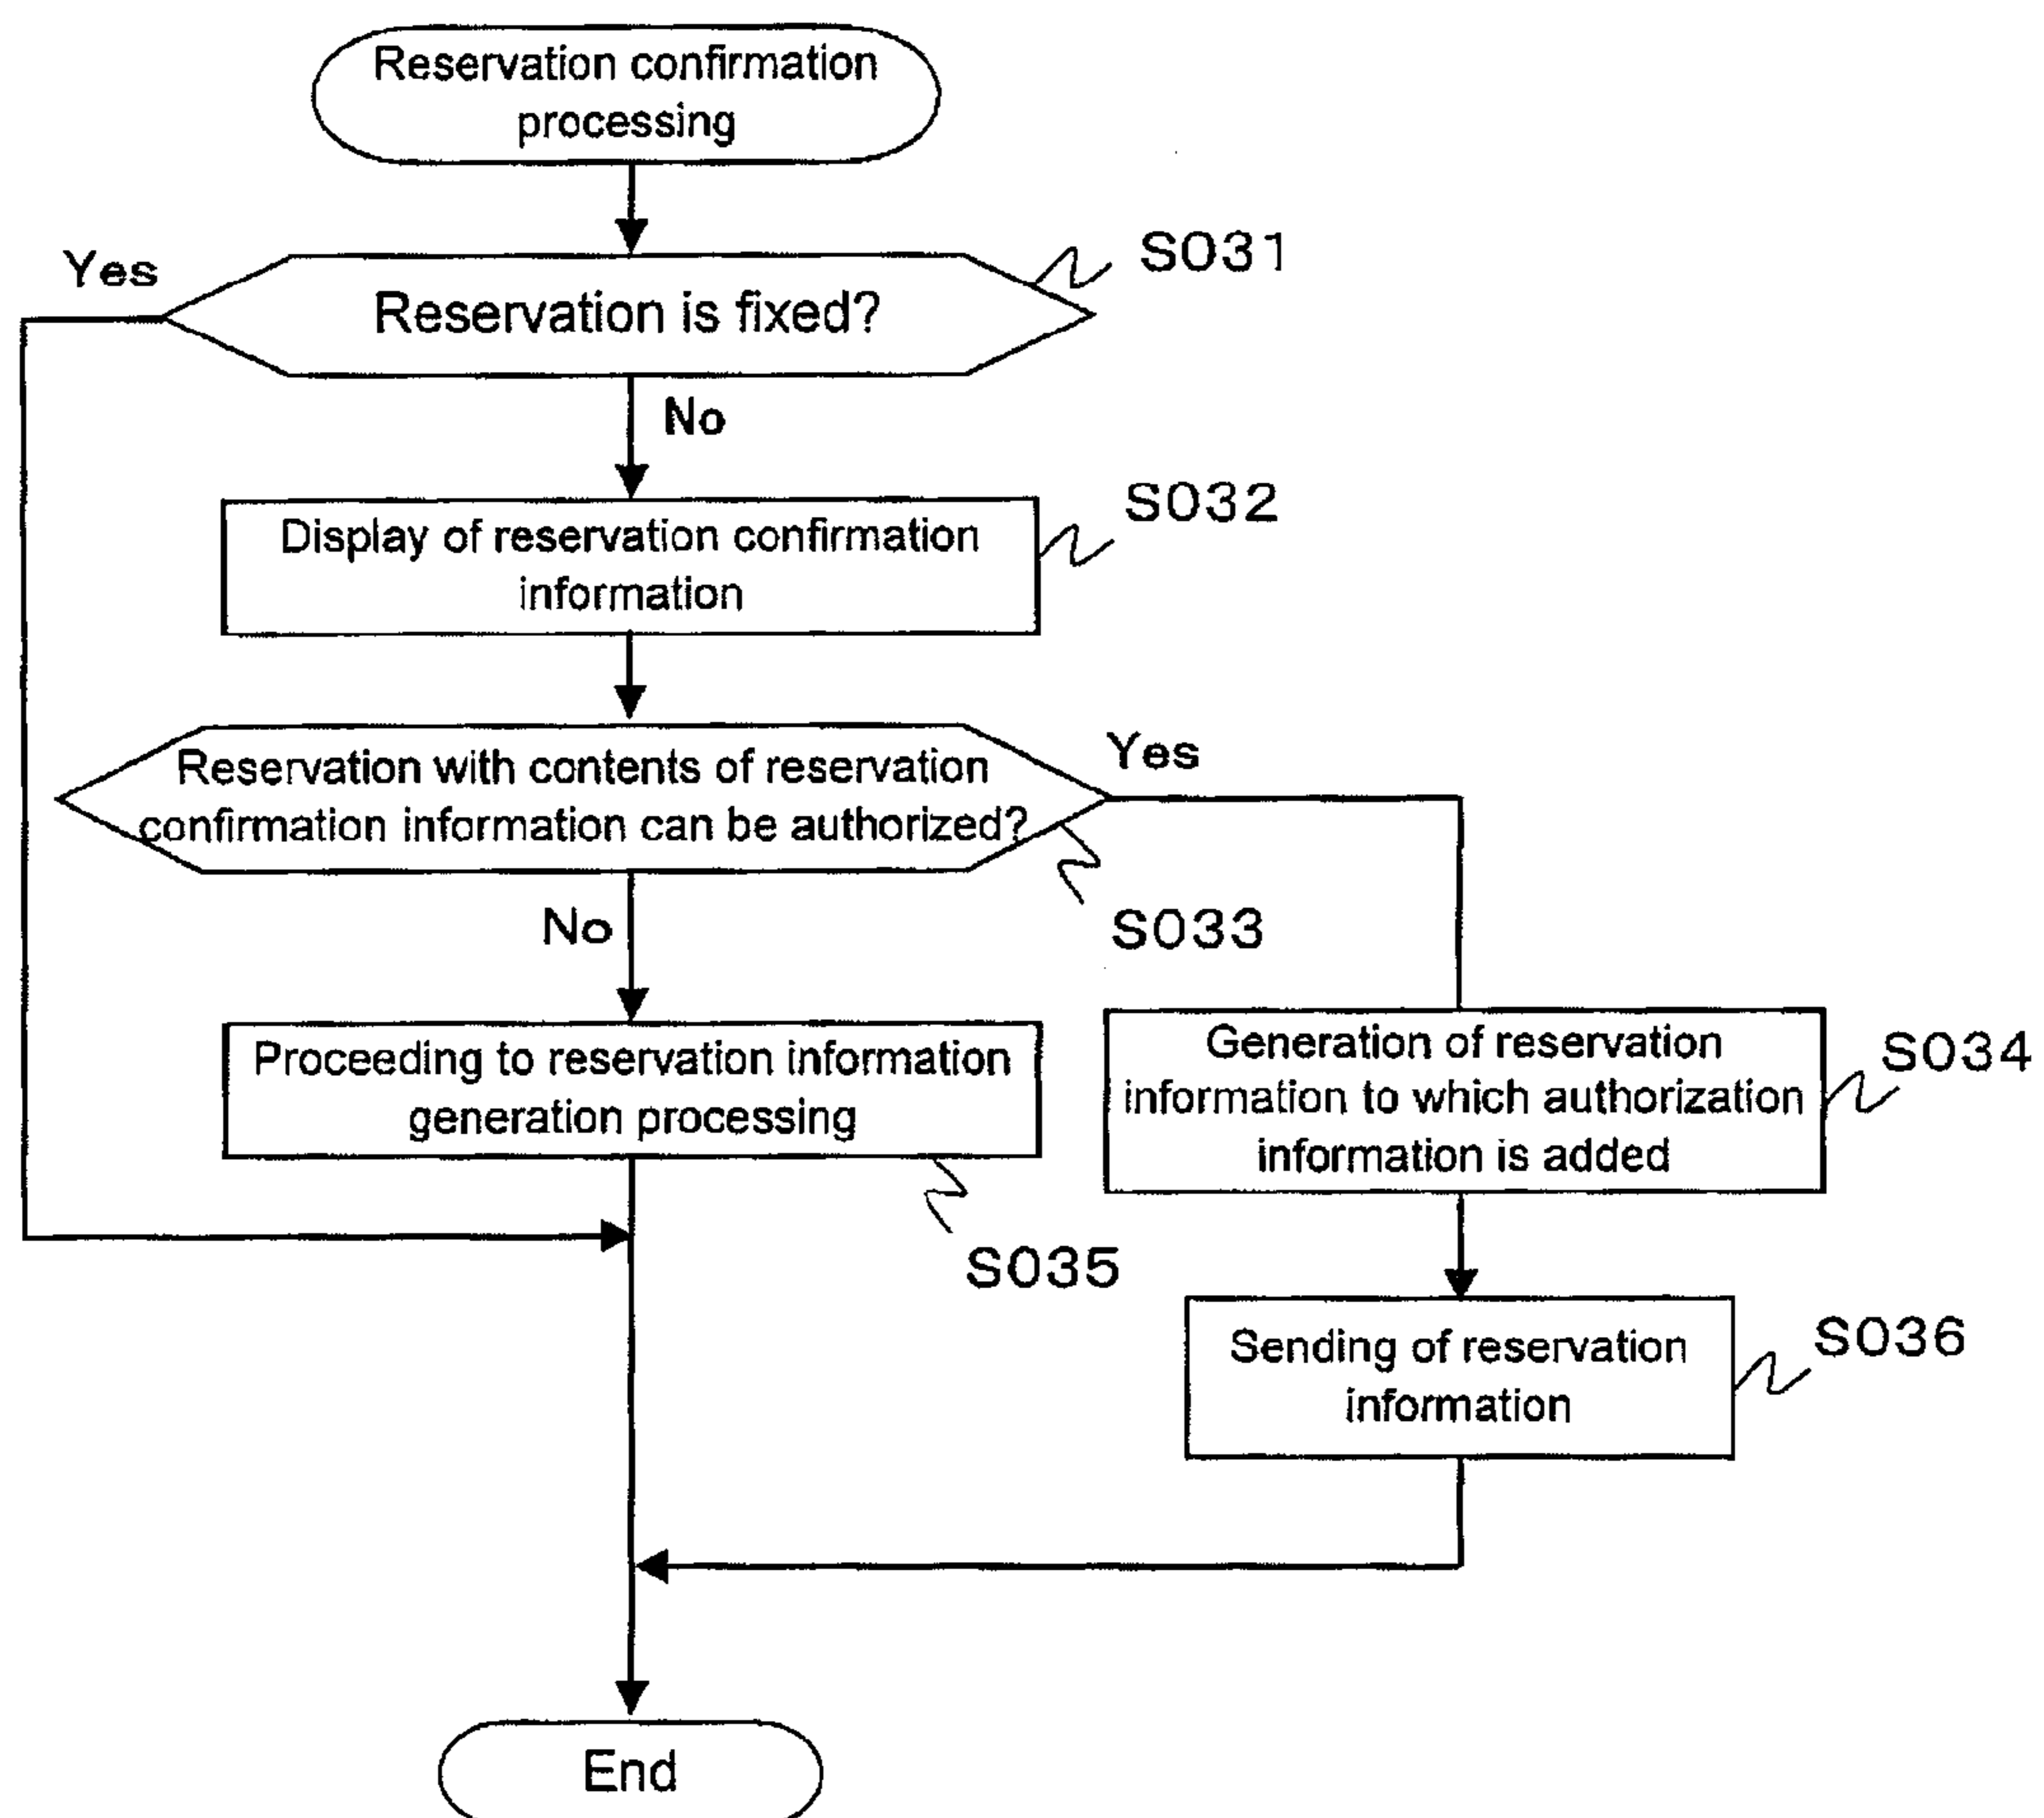 Reservation confirmation
processing
Yes
S031
Reservation is fixed?
No
S032
Display of reservation confirmation
information
Yes
Reservation with contents of reservation
confirmation information can be authorized?
S033
No
Proceeding to reservation information
generation processing
S035
Generation of reservation
information to which authorization
information is added
S034
Sending of reservation
information
S036
End